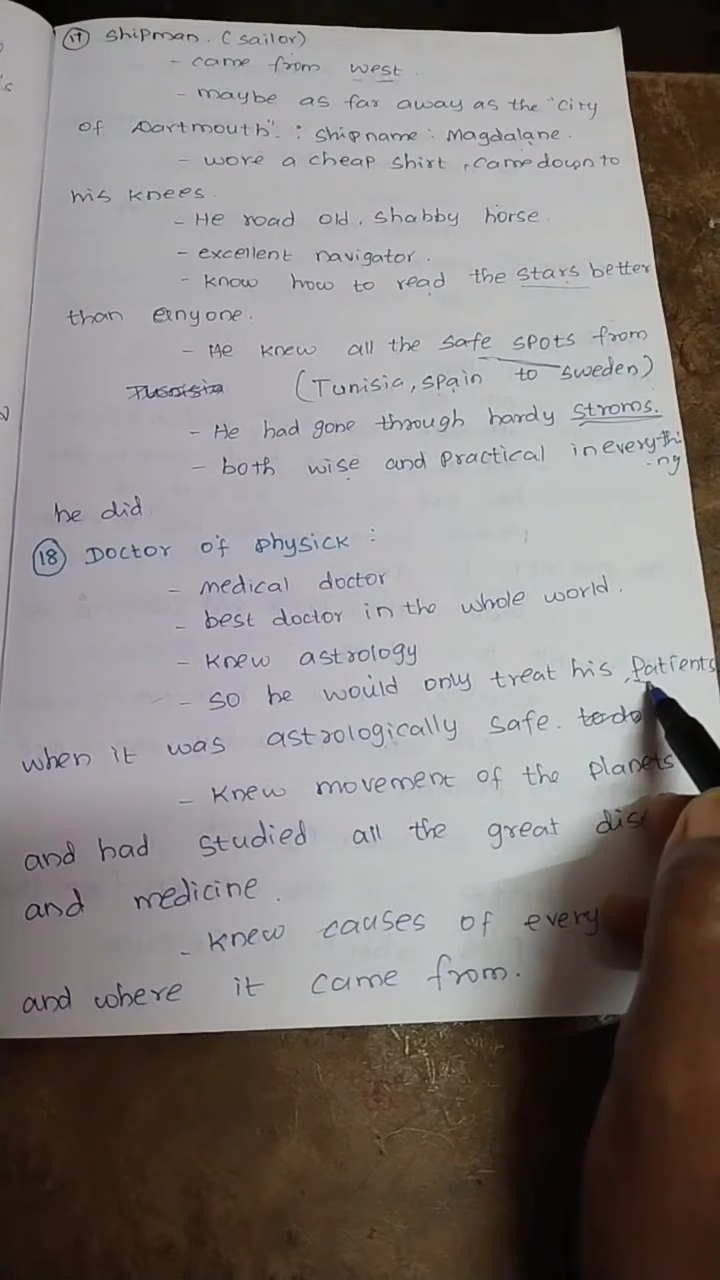 17 Shipman. (sailor)
- came from west.
- maybe as far away as the "city
of Dartmouth". : Shipname : Magdalane.
- wore a cheap shirt, came down to
his knees.
- He road old, shabby horse.
- excellent navigator.
- know how to read the stars better
than anyone.
- He knew all the safe spots from
(Tunisia, spain to sweden)
- He had gone through hardy stroms.
- both wise and practical in everythi
-ng
he did.
18 Doctor of physick :
- medical doctor
- best doctor in the whole world.
- knew astrology
- so he would only treat his patients
when it was astrologically safe. to do
- knew movement of the planets
and had studied all the great
and medicine.
- knew causes of every
and where it came from.